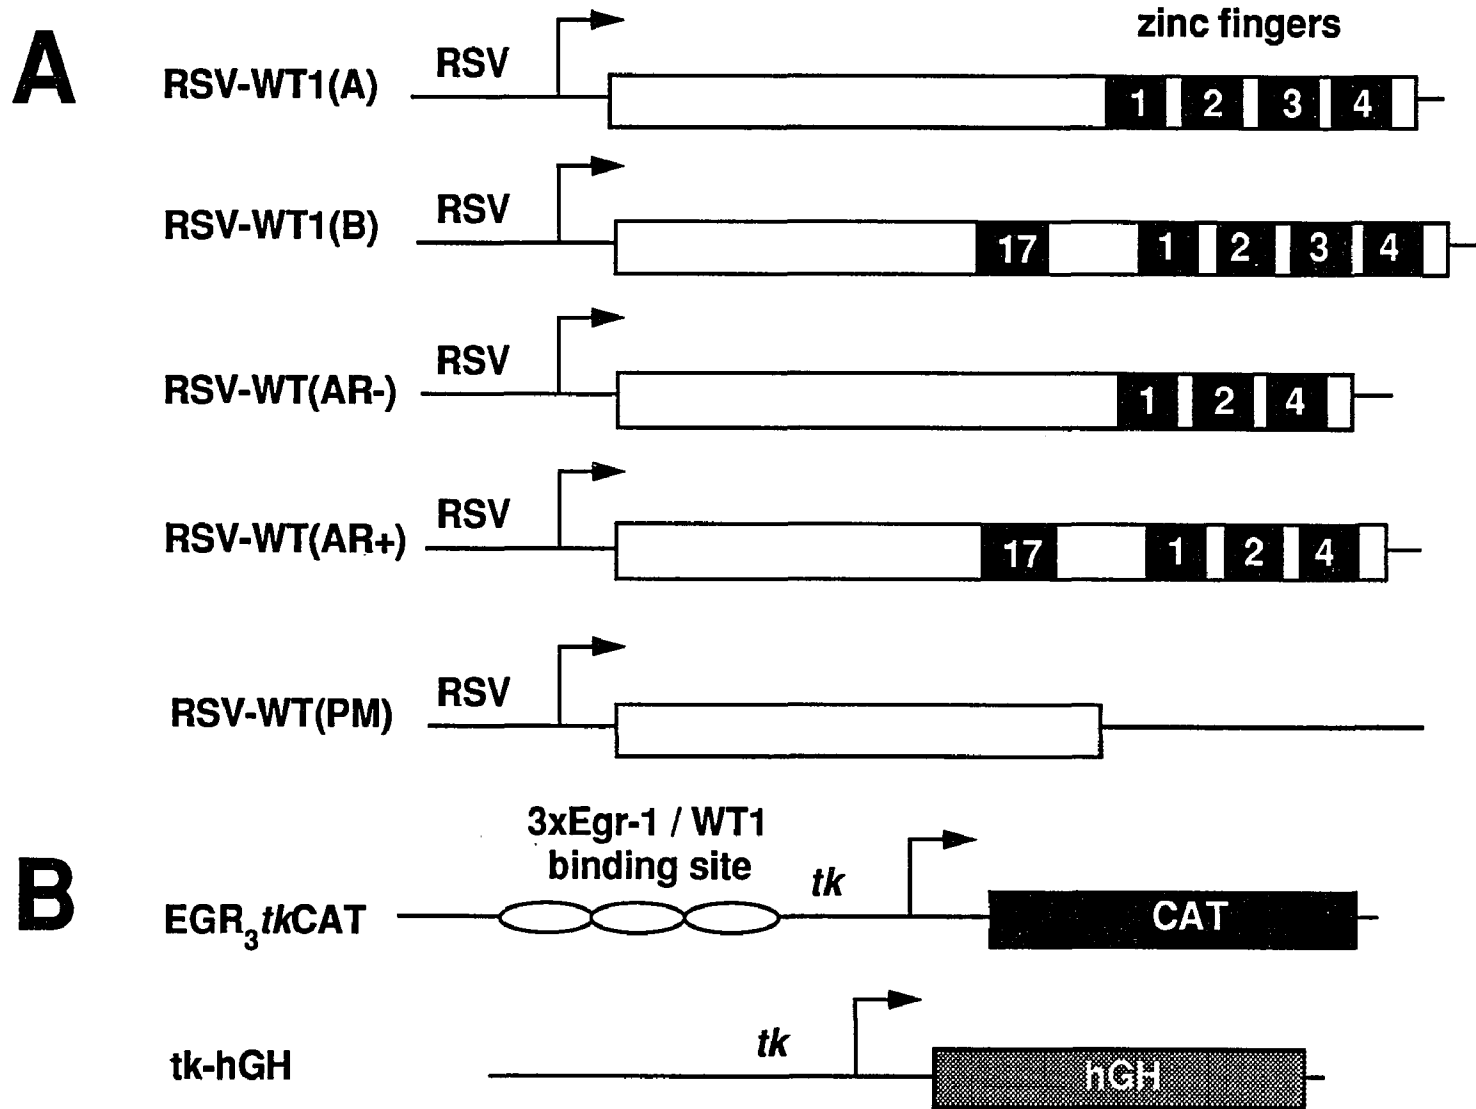 A
zinc fingers
RSV-WT1(A)
RSV
1 2 3 4
RSV-WT1(B)
RSV
17 1 2 3 4
RSV-WT(AR-)
RSV
1 2 4
RSV-WT(AR+)
RSV
17 1 2 4
RSV-WT(PM)
RSV
B
3xEgr-1 / WT1
binding site
EGR3tkCAT
tk
CAT
tk-hGH
tk
hGH